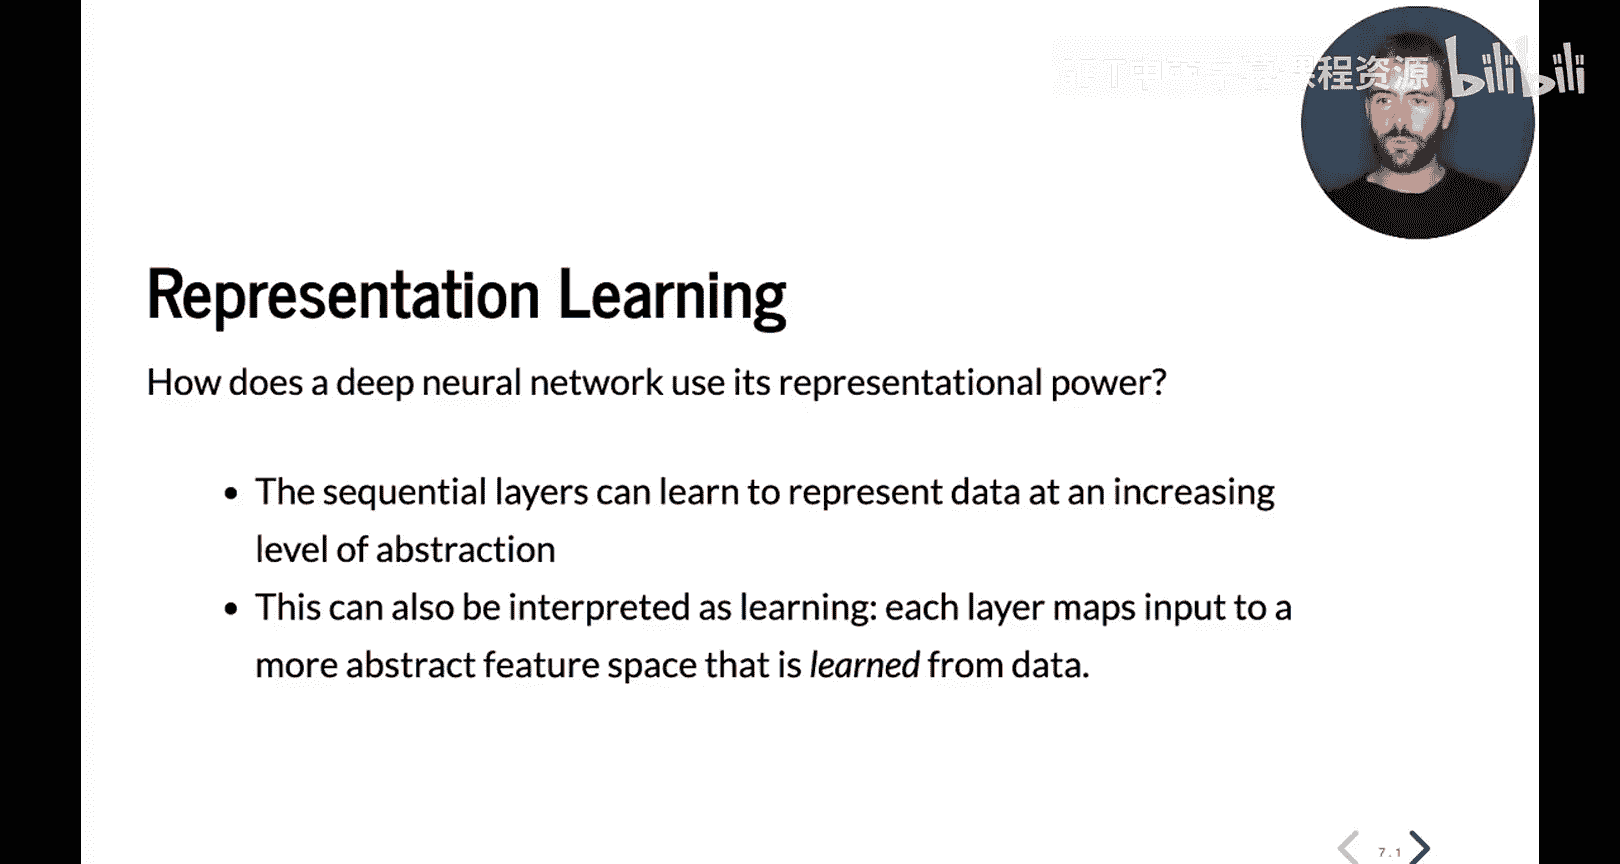 课程资源 bilibili
Representation Learning
How does a deep neural network use its representational power?
• The sequential layers can learn to represent data at an increasing
level of abstraction
• This can also be interpreted as learning: each layer maps input to a
more abstract feature space that is learned from data.
7.1